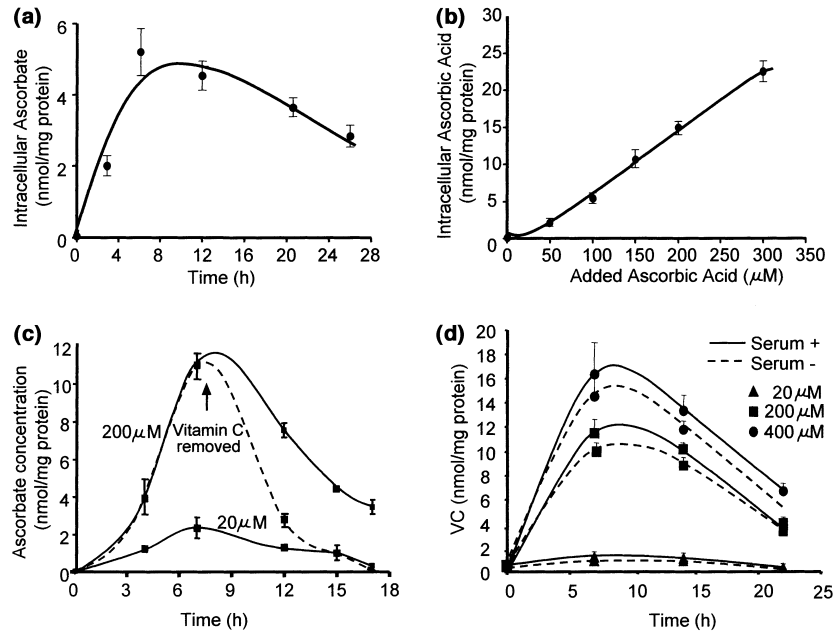 (a)
6
4
2
0
Intracellular Ascorbate
(nmol/mg protein)
0 4 8 12 16 20 24 28
Time (h)
(b)
30
25
20
15
10
5
0
Intracellular Ascorbic Acid
(nmol/mg protein)
0 50 100 150 200 250 300 350
Added Ascorbic Acid (μM)
(c)
12
10
8
6
4
2
0
Ascorbate concentration
(nmol/mg protein)
200μM
Vitamin C
removed
20μM
0 3 6 9 12 15 18
Time (h)
(d)
20
18
16
14
12
10
8
6
4
2
0
VC (nmol/mg protein)
Serum +
Serum -
20μM
200μM
400μM
0 5 10 15 20 25
Time (h)